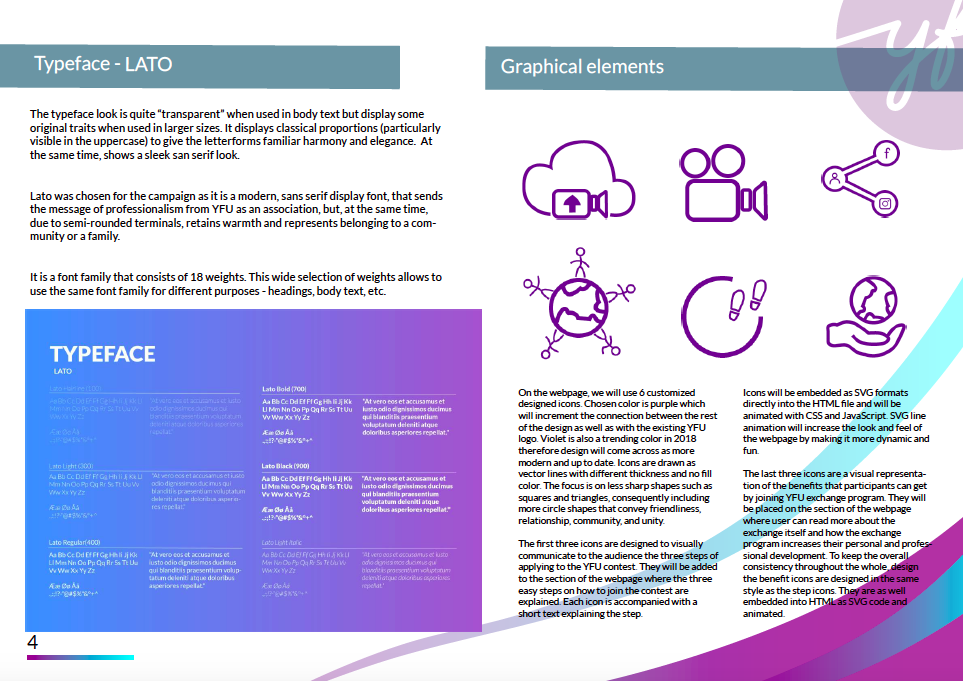 Typeface - LATO
The typeface look is quite “transparent” when used in body text but display some
original traits when used in larger sizes. It displays classical proportions (particularly
visible in the uppercase) to give the letterforms familiar harmony and elegance. At
the same time, shows a sleek san serif look.
Lato was chosen for the campaign as it is a modern, sans serif display font, that sends
the message of professionalism from YFU as an association, but, at the same time,
due to semi-rounded terminals, retains warmth and represents belonging to a com-
munity or a family.
It is a font family that consists of 18 weights. This wide selection of weights allows to
use the same font family for different purposes - headings, body text, etc.
TYPEFACE
LATO
Lato Hairline (100)
Aa Bb Cc Dd Ee Ff Gg Hh Ii Jj Kk
Ll Mm Nn Oo Pp Qq Rr Ss Tt Uu Vv
Ww Xx Yy Zz
Ææ Øø Åå
"At vero eos et accusamus et iusto
odio dignissimos ducimus qui
blanditiis praesentium voluptatum
deleniti atque doloribus asperiores
repellat."
Lato Light (300)
Aa Bb Cc Dd Ee Ff Gg Hh Ii Jj Kk Ll
Mm Nn Oo Pp Qq Rr Ss Tt Uu Vv
Ww Xx Yy Zz
Ææ Øø Åå
"At vero eos et accusamus et iusto
odio dignissimos ducimus qui
blanditiis praesentium voluptatum
deleniti atque doloribus asperio-
res repellat."
Lato Regular(400)
Aa Bb Cc Dd Ee Ff Gg Hh Ii Jj Kk
Ll Mm Nn Oo Pp Qq Rr Ss Tt Uu
Vv Ww Xx Yy Zz
Ææ Øø Åå
"At vero eos et accusamus et
iusto odio dignissimos ducimus
qui blanditiis praesentium volup-
tatum deleniti atque doloribus
asperiores repellat."
Lato Bold (700)
Aa Bb Cc Dd Ee Ff Gg Hh Ii Jj Kk
Ll Mm Nn Oo Pp Qq Rr Ss Tt Uu
Vv Ww Xx Yy Zz
Ææ Øø Åå
"At vero eos et accusamus et
iusto odio dignissimos ducimus
qui blanditiis praesentium
voluptatum deleniti atque
doloribus asperiores repellat."
Lato Black (900)
Aa Bb Cc Dd Ee Ff Gg Hh Ii Jj Kk
Ll Mm Nn Oo Pp Qq Rr Ss Tt Uu
Vv Ww Xx Yy Zz
Ææ Øø Åå
"At vero eos et accusamus et
iusto odio dignissimos ducimus
qui blanditiis praesentium
voluptatum deleniti atque
doloribus asperiores repellat."
Lato Light Italic
Aa Bb Cc Dd Ee Ff Gg Hh Ii Jj Kk Ll
Mm Nn Oo Pp Qq Rr Ss Tt Uu Vv
Ww Xx Yy Zz
Ææ Øø Åå
"At vero eos et accusamus et iusto
odio dignissimos ducimus qui
blanditiis praesentium voluptatum
deleniti atque doloribus asperiores
repellat."
4
yf
Graphical elements
f
On the webpage, we will use 6 customized
designed icons. Chosen color is purple which
will increment the connection between the rest
of the design as well as with the existing YFU
logo. Violet is also a trending color in 2018
therefore design will come across as more
modern and up to date. Icons are drawn as
vector lines with different thickness and no fill
color. The focus is on less sharp shapes such as
squares and triangles, consequently including
more circle shapes that convey friendliness,
relationship, community, and unity.
The first three icons are designed to visually
communicate to the audience the three steps of
applying to the YFU contest. They will be added
to the section of the webpage where the three
easy steps on how to join the contest are
explained. Each icon is accompanied with a
short text explaining the step.
Icons will be embedded as SVG formats
directly into the HTML file and will be
animated with CSS and JavaScript. SVG line
animation will increase the look and feel of
the webpage by making it more dynamic and
fun.
The last three icons are a visual representa-
tion of the benefits that participants can get
by joining YFU exchange program. They will
be placed on the section of the webpage
where user can read more about the
exchange itself and how the exchange
program increases their personal and profes-
sional development. To keep the overall
consistency throughout the whole design
the benefit icons are designed in the same
style as the step icons. They are as well
embedded into HTML as SVG code and
animated.